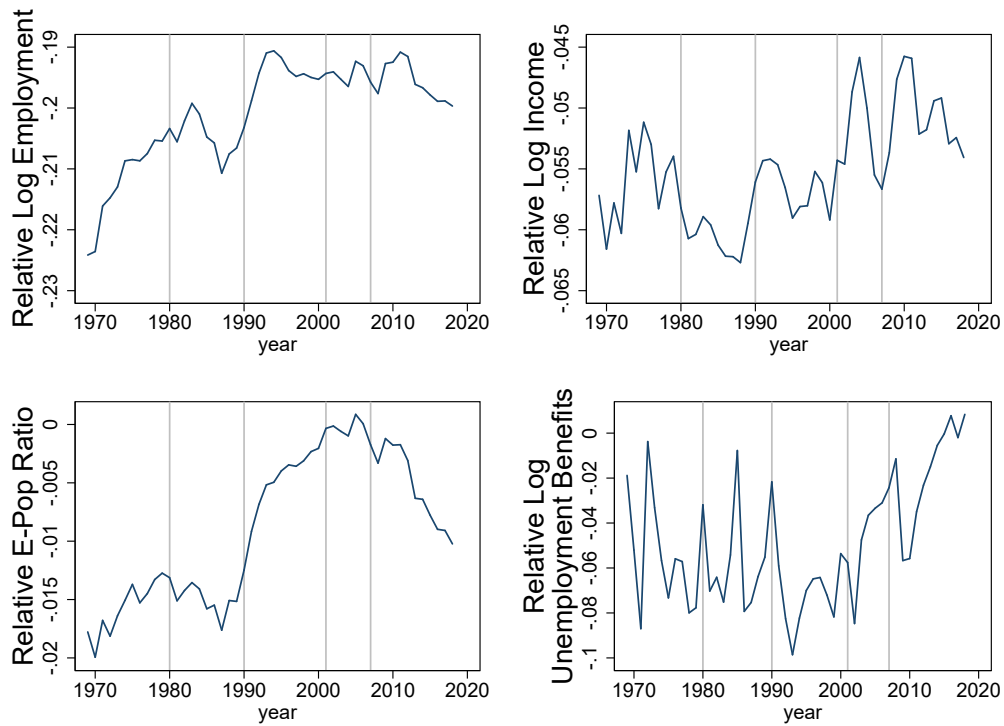 Relative Log Employment
-.19
-.2
-.21
-.22
-.23
1970 1980 1990 2000 2010 2020
year
Relative Log Income
-.045
-.05
-.055
-.06
-.065
1970 1980 1990 2000 2010 2020
year
Relative E-Pop Ratio
0
-.005
-.01
-.015
-.02
1970 1980 1990 2000 2010 2020
year
Relative Log
Unemployment Benefits
0
-.02
-.04
-.06
-.08
-.1
1970 1980 1990 2000 2010 2020
year